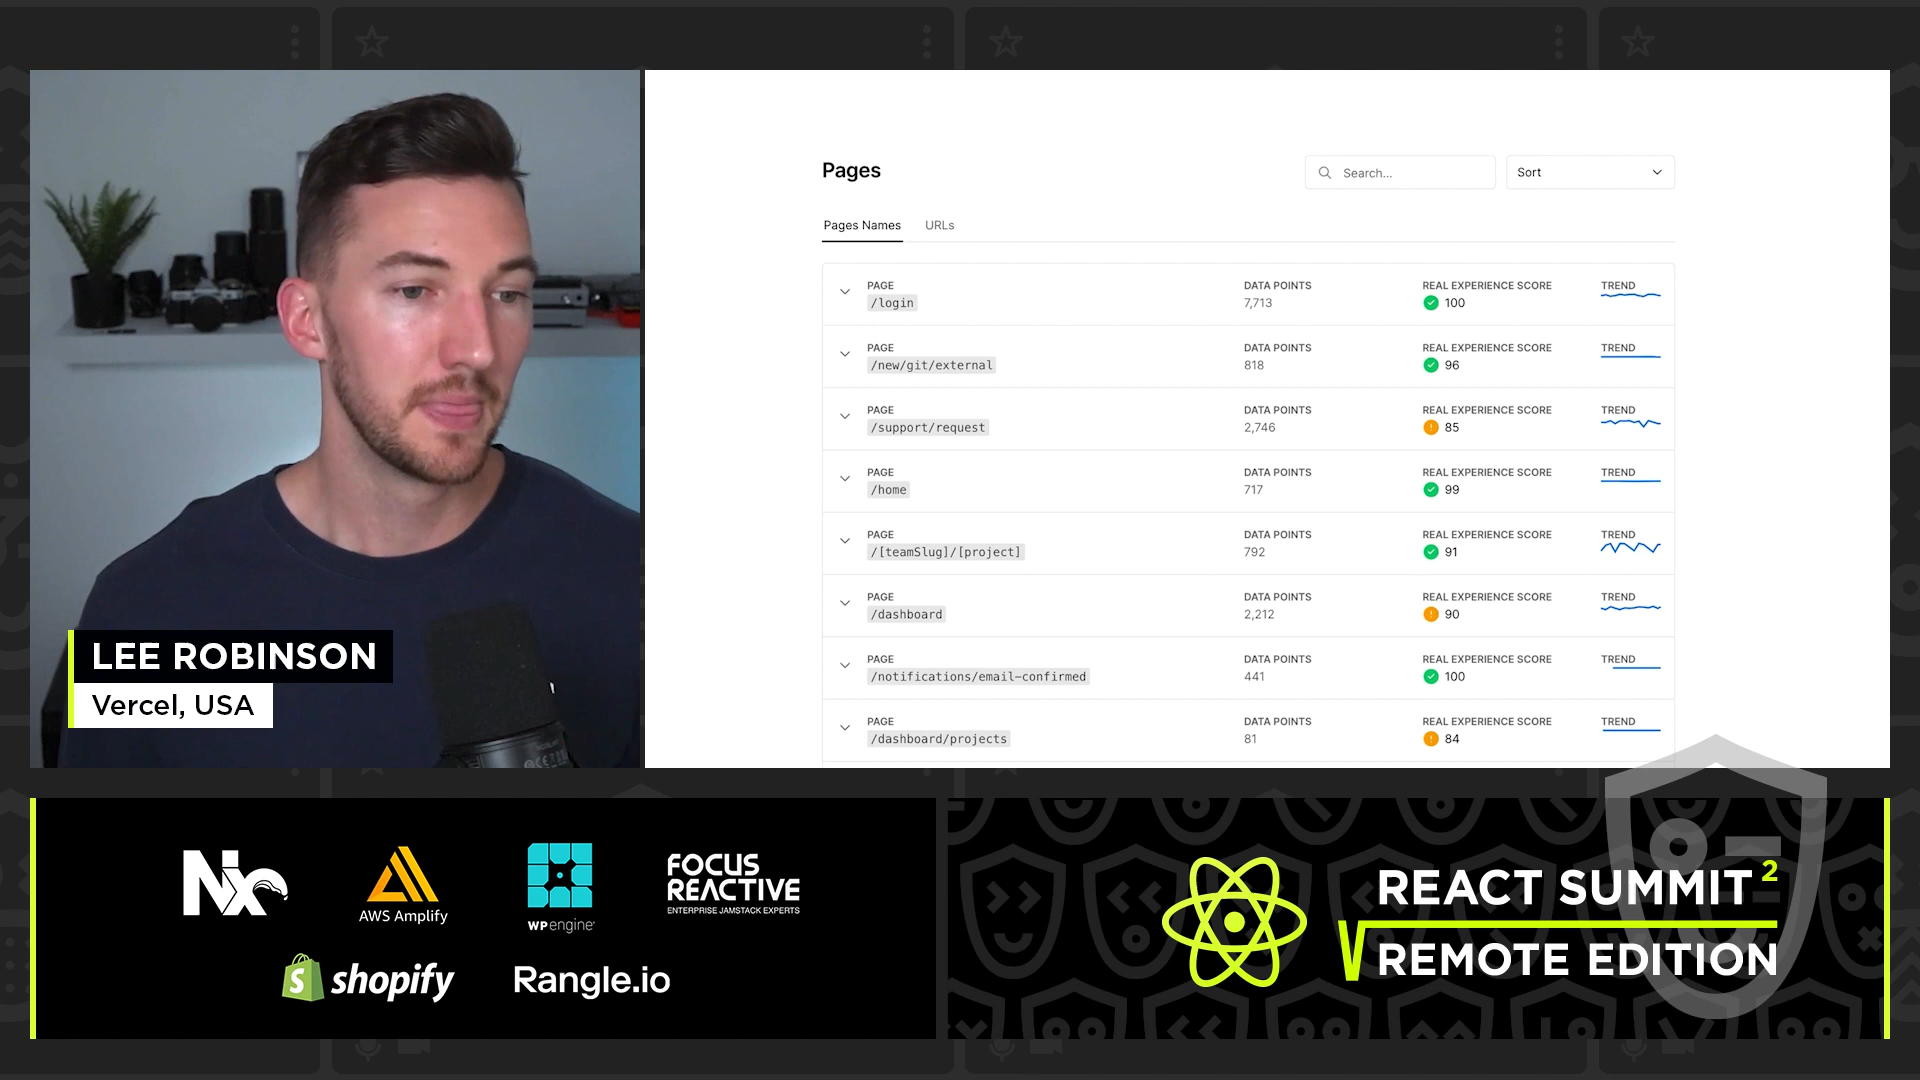 LEE ROBINSON
Vercel, USA
Pages
Search...
Sort
Pages Names URLs
PAGE DATA POINTS REAL EXPERIENCE SCORE TREND
/login 7,713 100
PAGE DATA POINTS REAL EXPERIENCE SCORE TREND
/new/git/external 818 96
PAGE DATA POINTS REAL EXPERIENCE SCORE TREND
/support/request 2,746 85
PAGE DATA POINTS REAL EXPERIENCE SCORE TREND
/home 717 99
PAGE DATA POINTS REAL EXPERIENCE SCORE TREND
/[teamSlug]/[project] 792 91
PAGE DATA POINTS REAL EXPERIENCE SCORE TREND
/dashboard 2,212 90
PAGE DATA POINTS REAL EXPERIENCE SCORE TREND
/notifications/email-confirmed 441 100
PAGE DATA POINTS REAL EXPERIENCE SCORE TREND
/dashboard/projects 81 84
Nx
AWS Amplify
WP engine
FOCUS
REACTIVE
ENTERPRISE JAMSTACK EXPERTS
shopify
Rangle.io
REACT SUMMIT 2
REMOTE EDITION